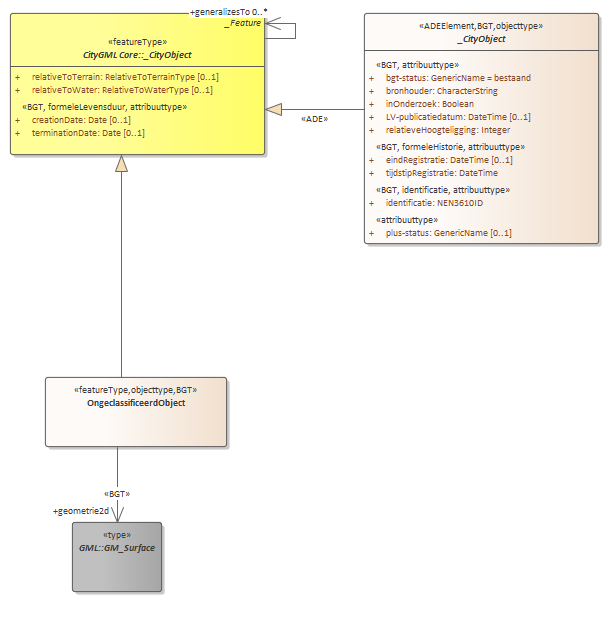 +generalizesTo 0..*
_Feature
«featureType»
CityGML Core::_CityObject
+ relativeToTerrain: RelativeToTerrainType [0..1]
+ relativeToWater: RelativeToWaterType [0..1]
«BGT, formeleLevensduur, attribuuttype»
+ creationDate: Date [0..1]
+ terminationDate: Date [0..1]
«ADE»
«ADEElement,BGT,objecttype»
_CityObject
«BGT, attribuuttype»
+ bgt-status: GenericName = bestaand
+ bronhouder: CharacterString
+ inOnderzoek: Boolean
+ LV-publicatiedatum: DateTime [0..1]
+ relatieveHoogteligging: Integer
«BGT, formeleHistorie, attribuuttype»
+ eindRegistratie: DateTime [0..1]
+ tijdstipRegistratie: DateTime
«BGT, identificatie, attribuuttype»
+ identificatie: NEN3610ID
«attribuuttype»
+ plus-status: GenericName [0..1]
«featureType,objecttype,BGT»
OngeclassificeerdObject
«BGT»
+geometrie2d
«type»
GML::GM_Surface